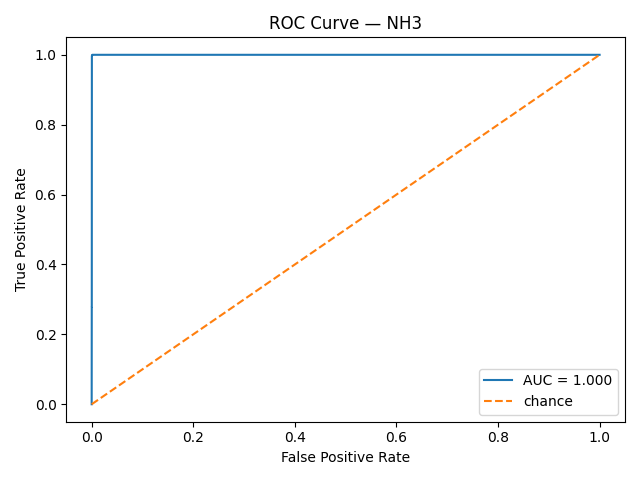 ROC Curve — NH3
1.0
0.8
0.6
0.4
0.2
0.0
True Positive Rate
AUC = 1.000
chance
0.0 0.2 0.4 0.6 0.8 1.0
False Positive Rate